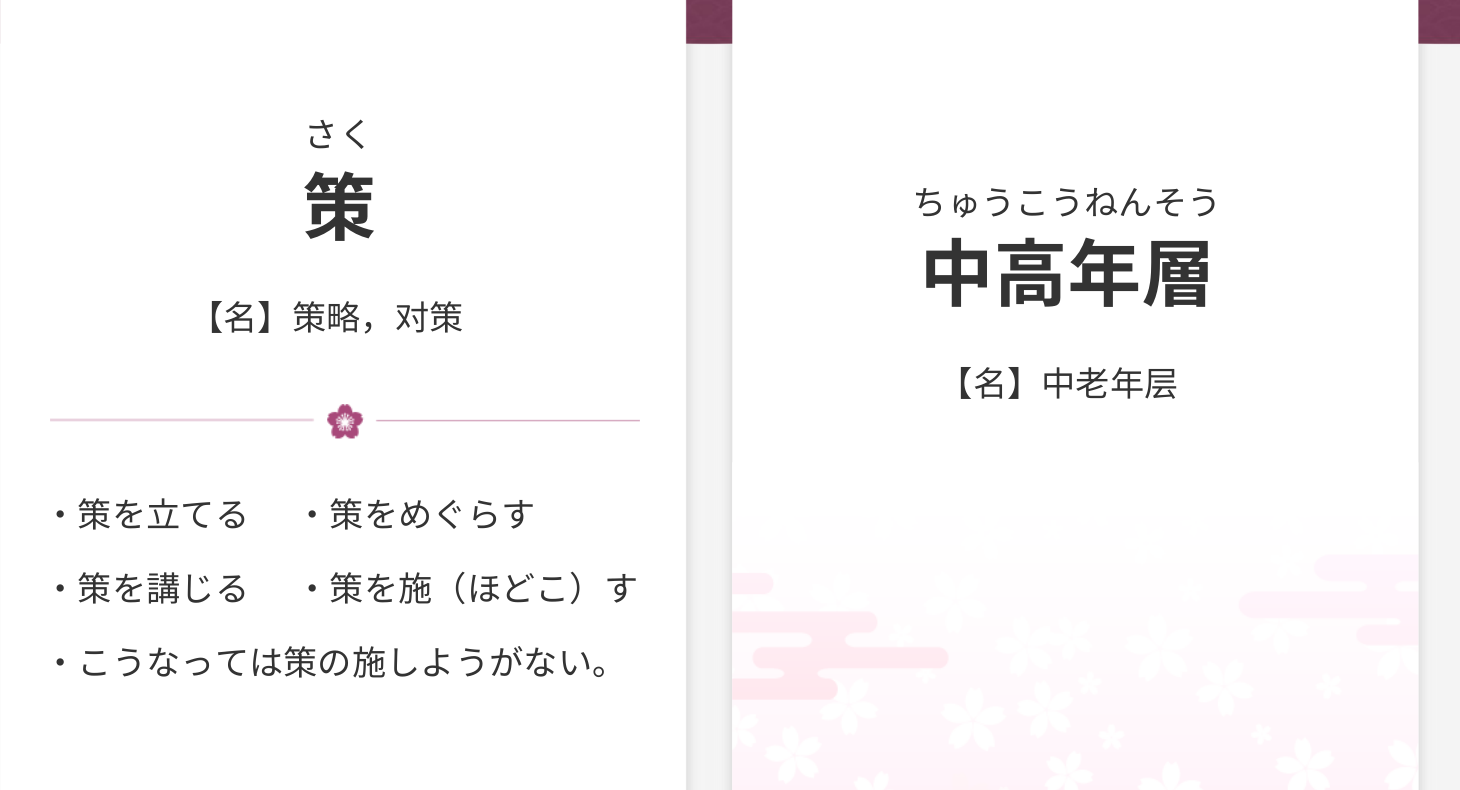 さく
策
【名】策略，对策
・策を立てる　・策をめぐらす
・策を講じる　・策を施（ほどこ）す
・こうなっては策の施しようがない。
ちゅうこうねんそう
中高年層
【名】中老年层